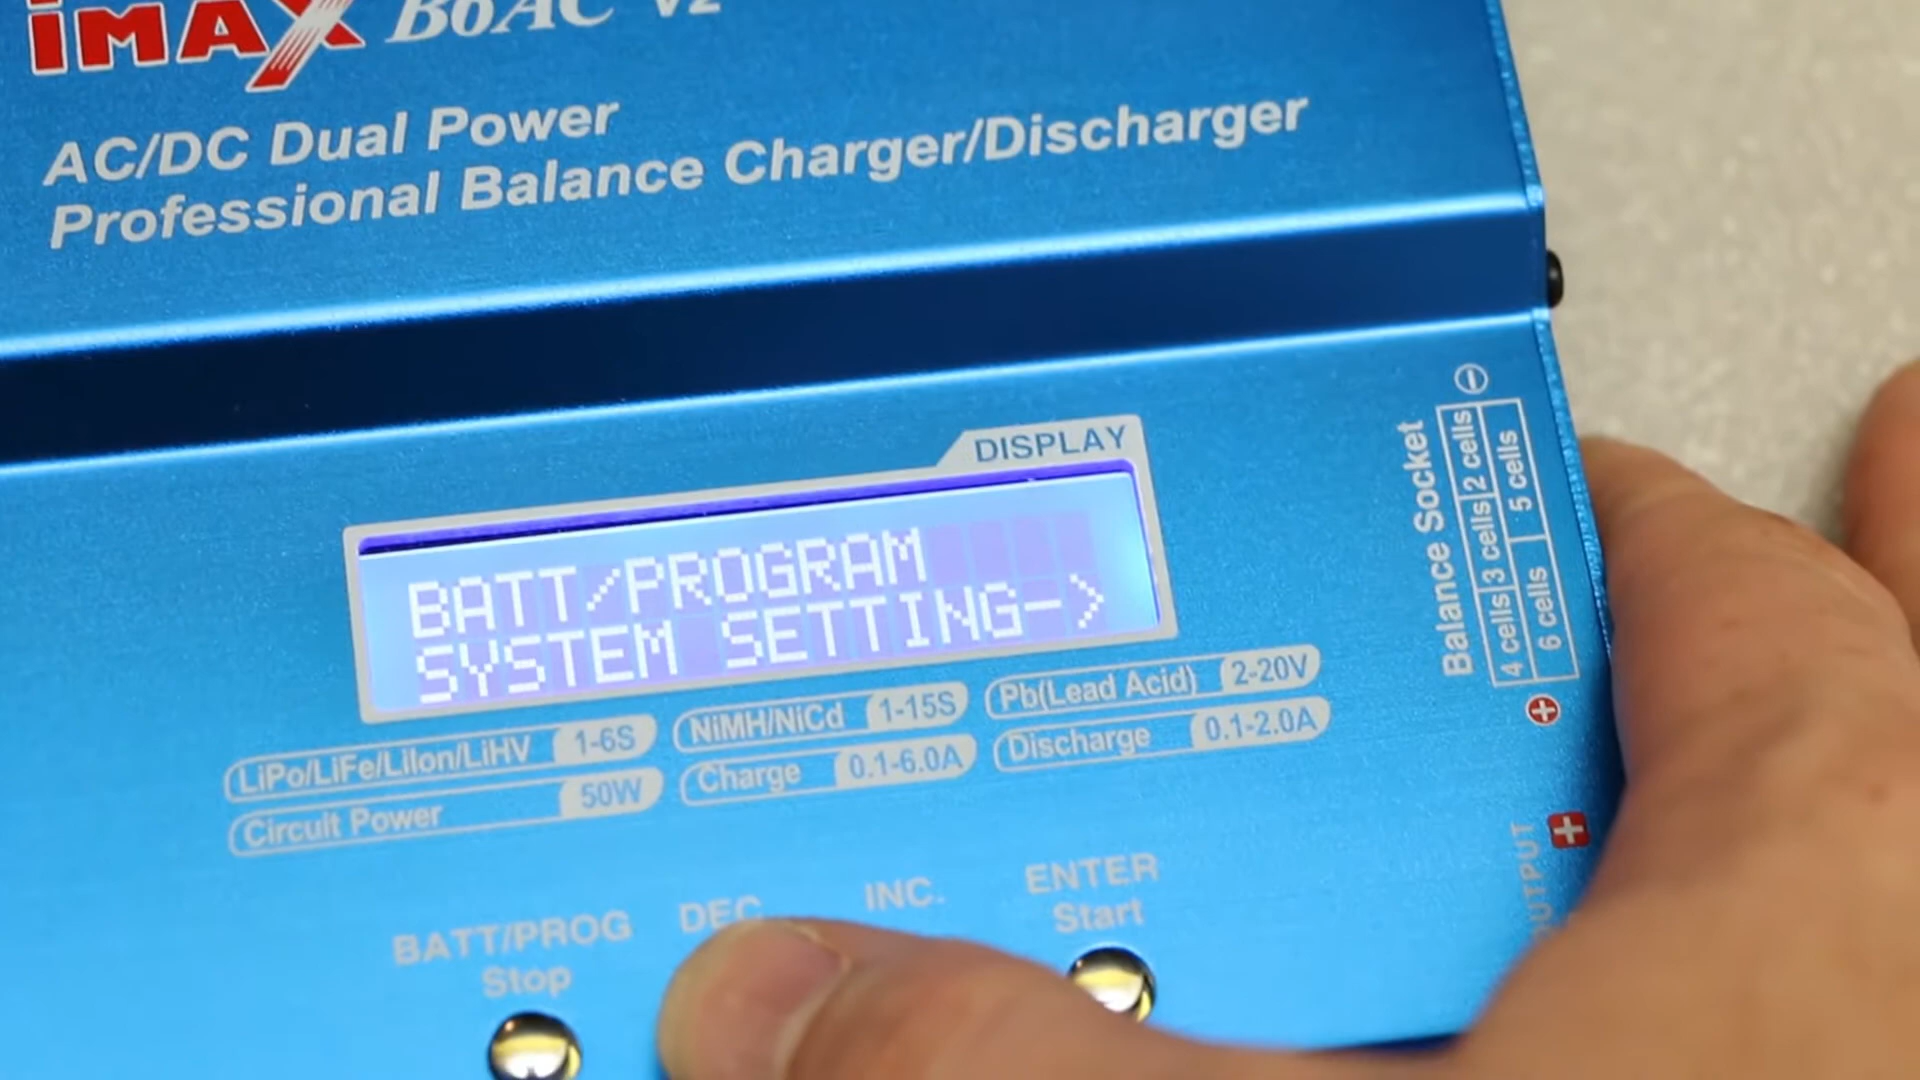 iMAX B6AC V2
AC/DC Dual Power
Professional Balance Charger/Discharger
DISPLAY
BATT/PROGRAM
SYSTEM SETTING->
LiPo/LiFe/LiIon/LiHV 1-6S
NiMH/NiCd 1-15S
Pb(Lead Acid) 2-20V
Circuit Power 50W
Charge 0.1-6.0A
Discharge 0.1-2.0A
BATT/PROG
Stop
DEC.
INC.
ENTER
Start
Balance Socket
2 cells
3 cells
4 cells
5 cells
6 cells
OUTPUT